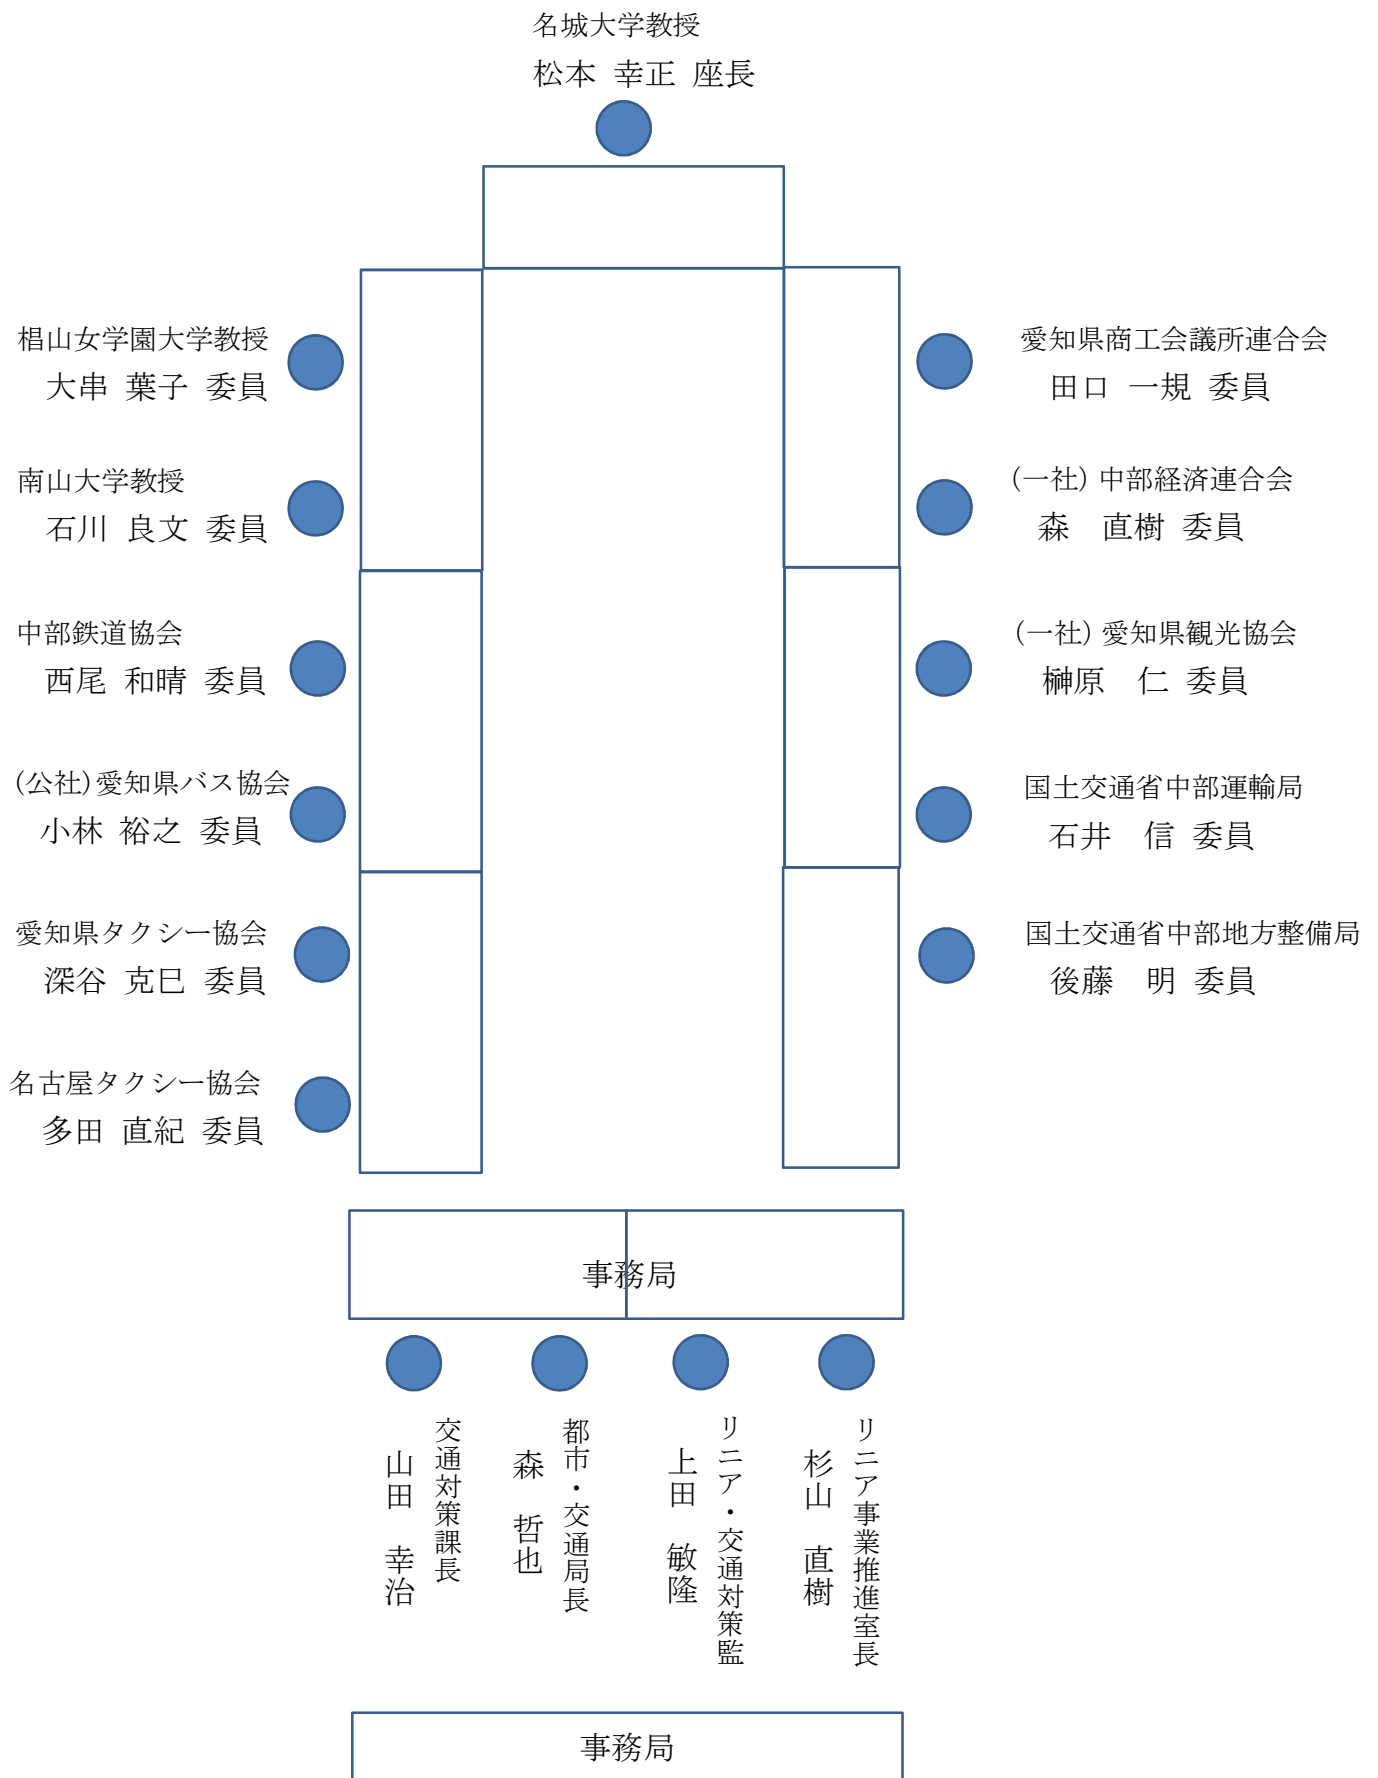 名城大学教授
松本 幸正 座長
椙山女学園大学教授
大串 葉子 委員
南山大学教授
石川 良文 委員
中部鉄道協会
西尾 和晴 委員
(公社)愛知県バス協会
小林 裕之 委員
愛知県タクシー協会
深谷 克巳 委員
名古屋タクシー協会
多田 直紀 委員
愛知県商工会議所連合会
田口 一規 委員
(一社)中部経済連合会
森　直樹 委員
(一社)愛知県観光協会
榊原　仁 委員
国土交通省中部運輸局
石井　信 委員
国土交通省中部地方整備局
後藤　明 委員
事務局
交通対策課長
山田　幸治
都市・交通局長
森　哲也
リニア・交通対策監
上田　敏隆
リニア事業推進室長
杉山　直樹
事務局